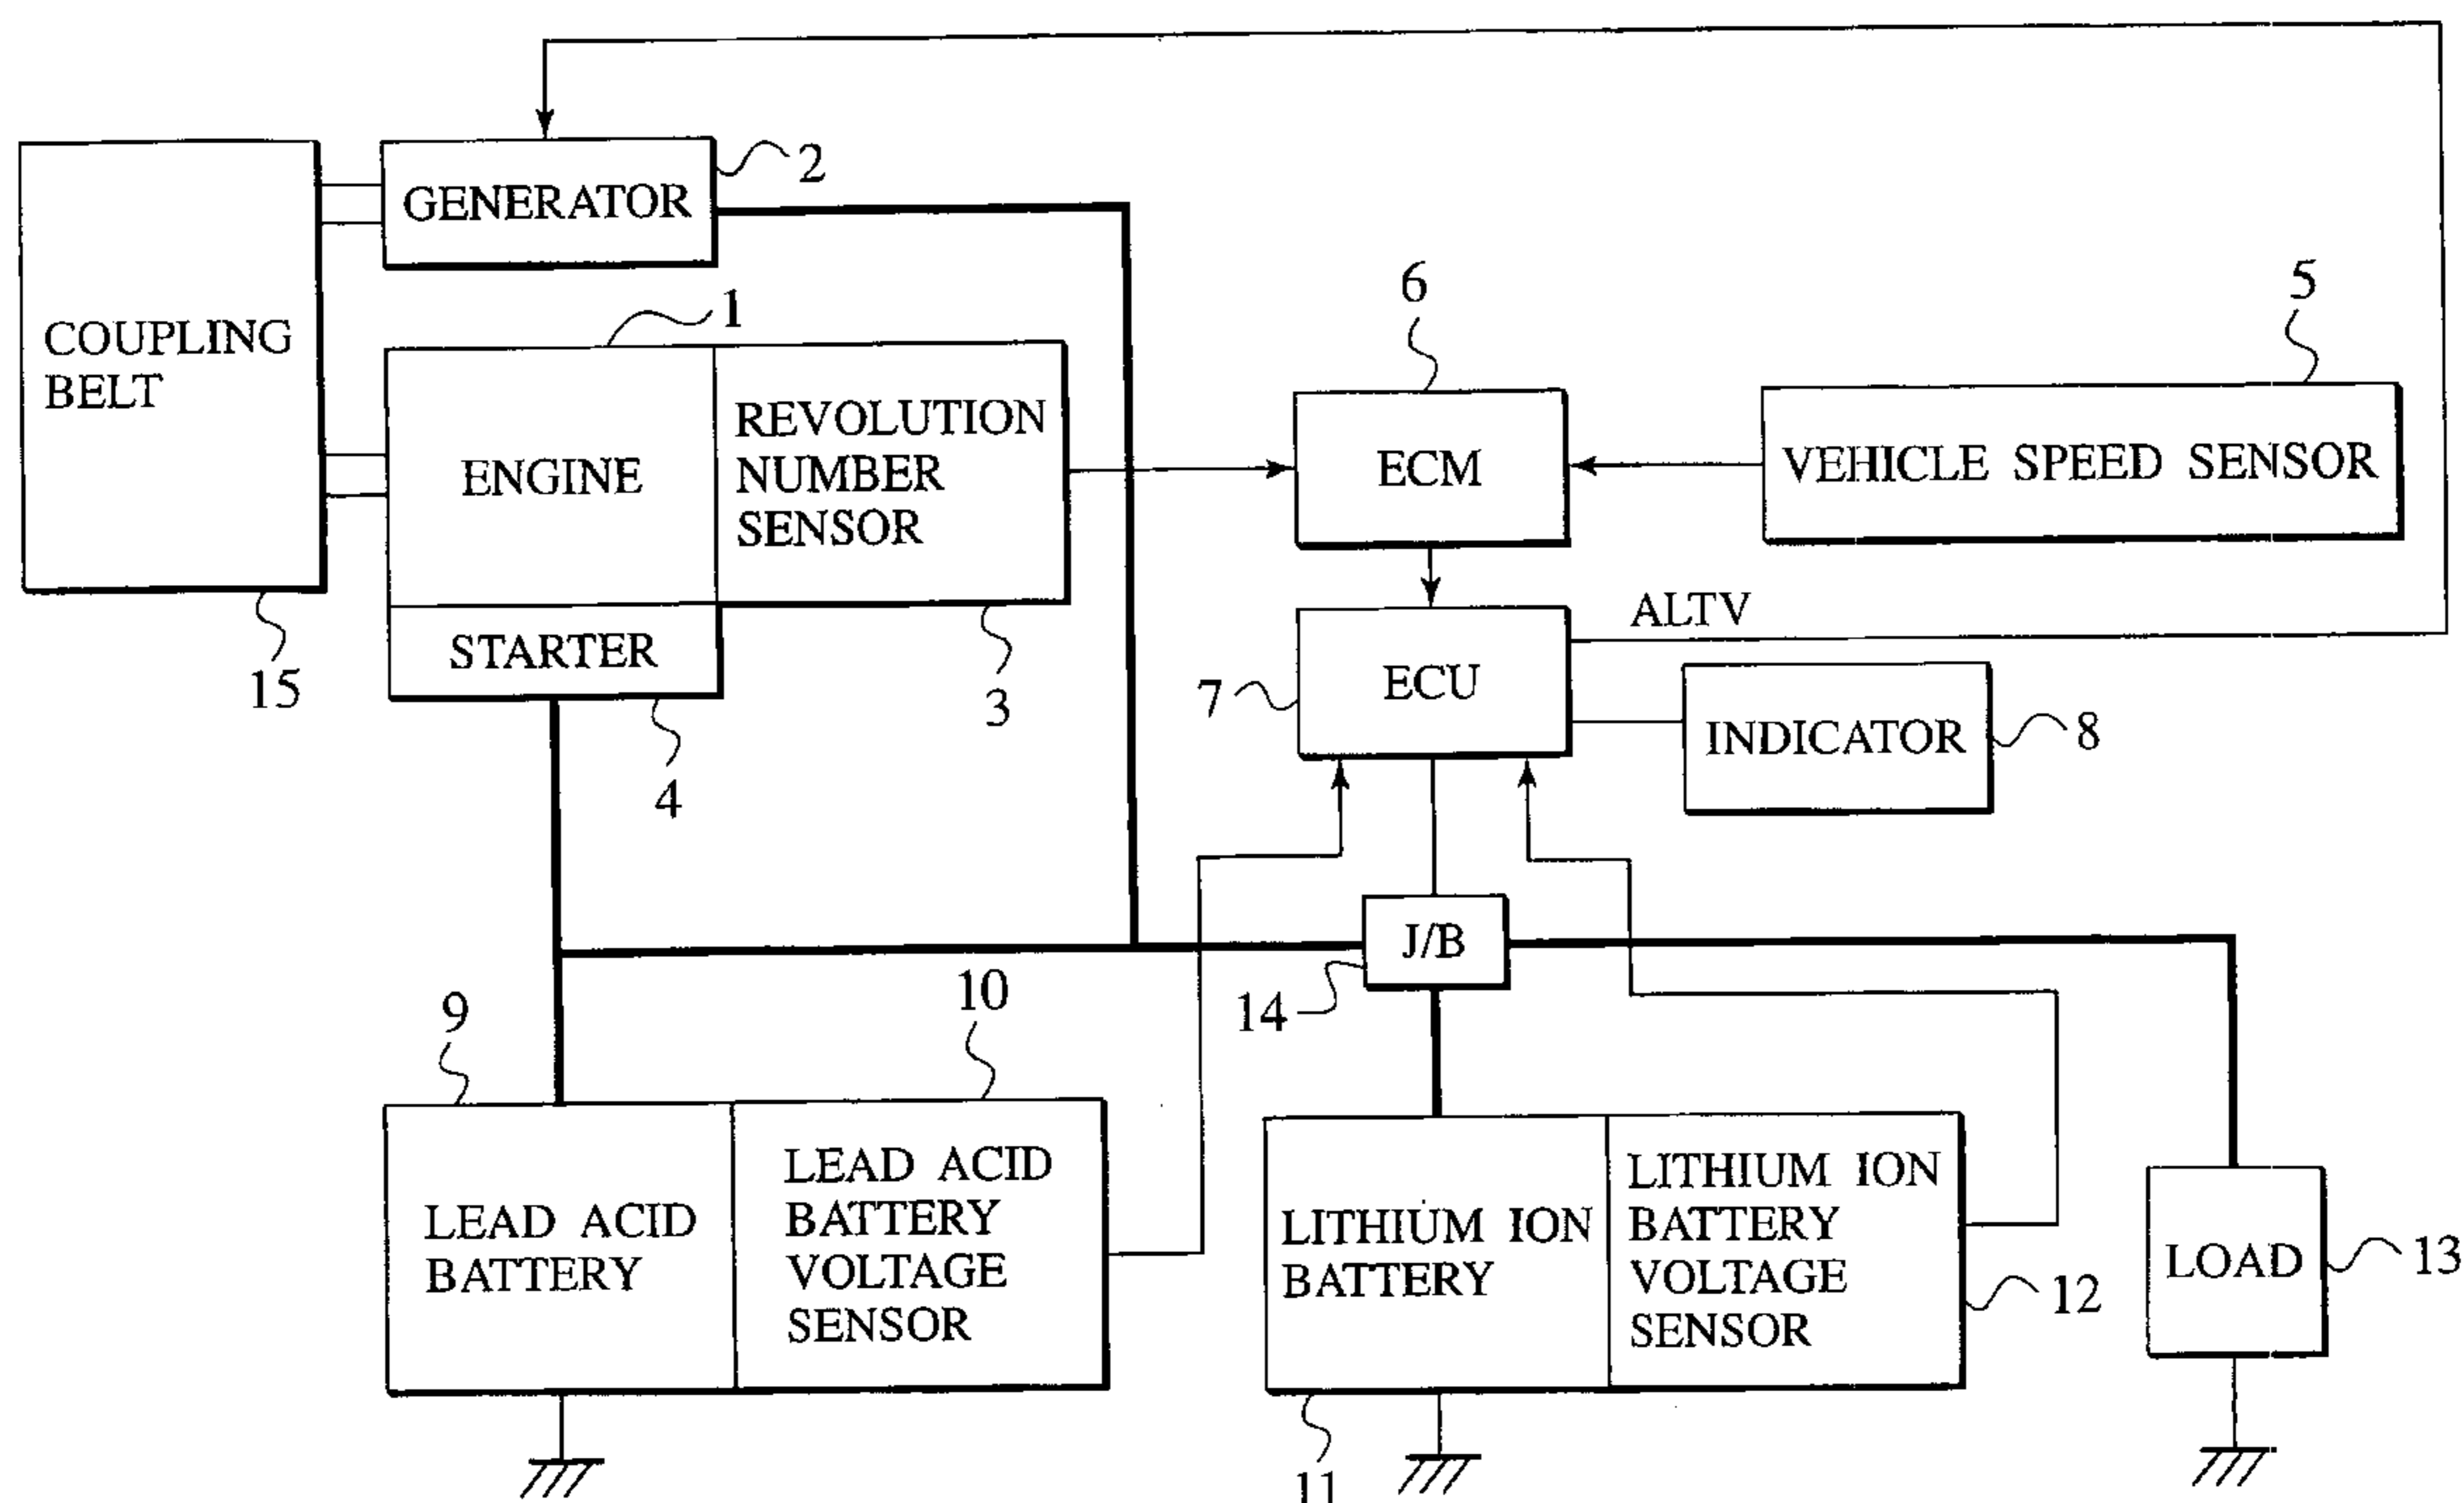 2
GENERATOR
1
6
5
COUPLING
BELT
ENGINE
REVOLUTION
NUMBER
SENSOR
ECM
VEHICLE SPEED SENSOR
STARTER
15
4
3
ALTV
7
ECU
INDICATOR
8
J/B
14
9
10
LEAD ACID
BATTERY
LEAD ACID
BATTERY
VOLTAGE
SENSOR
LITHIUM ION
BATTERY
LITHIUM ION
BATTERY
VOLTAGE
SENSOR
12
LOAD
13
11